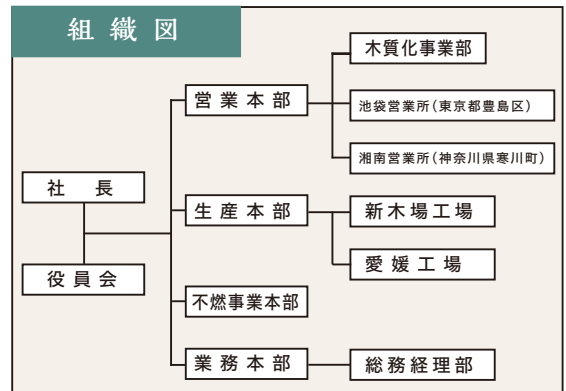 組織図
木質化事業部
営業本部
池袋営業所(東京都豊島区)
湘南営業所(神奈川県寒川町)
社長
生産本部
新木場工場
愛媛工場
役員会
不燃事業本部
業務本部
総務経理部